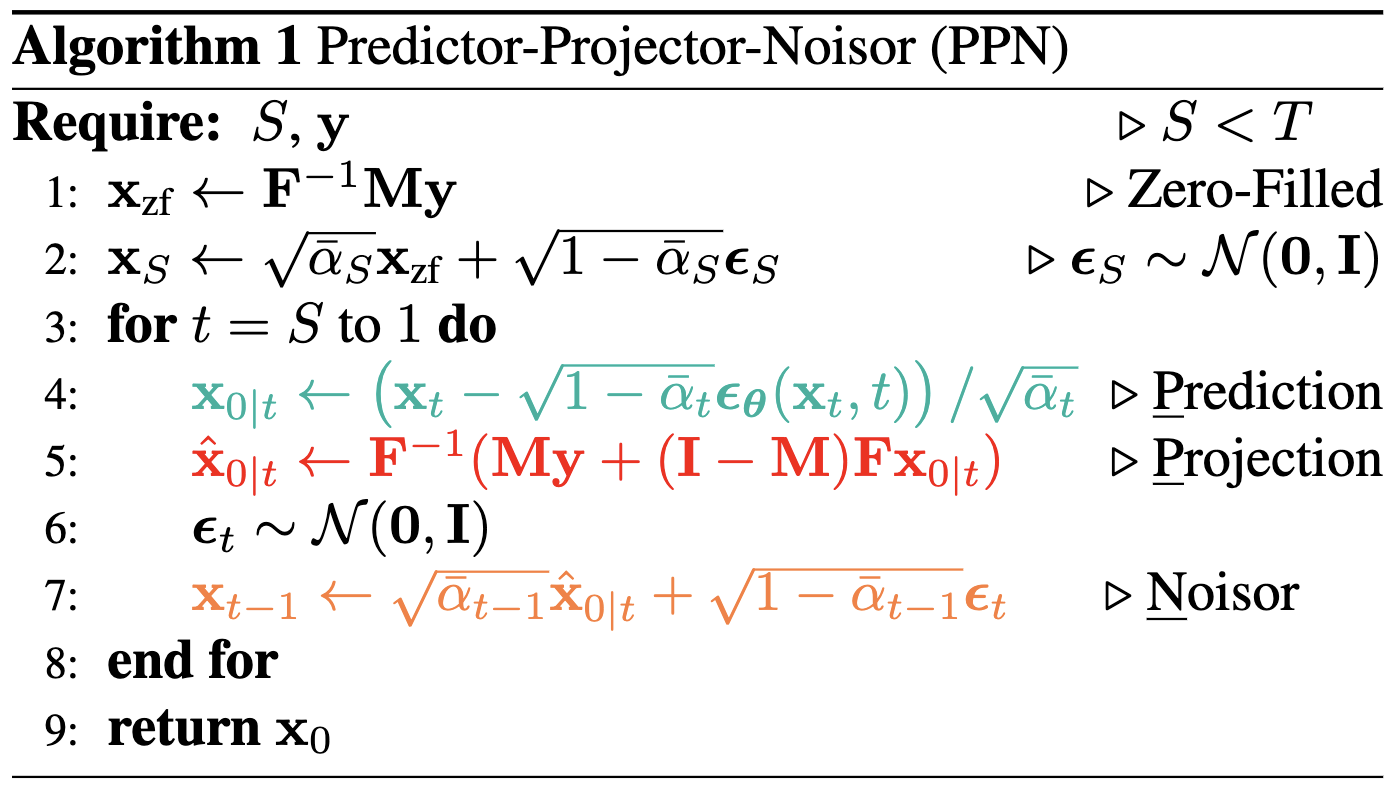 Algorithm 1 Predictor-Projector-Noisor (PPN)
Require: S, y ▷ S < T
1: x_zf ← F⁻¹My ▷ Zero-Filled
2: x_S ← √ᾱ_S x_zf + √(1 − ᾱ_S) ϵ_S ▷ ϵ_S ∼ 𝒩(0, I)
3: for t = S to 1 do
4: x_{0|t} ← (x_t − √(1 − ᾱ_t) ϵ_θ(x_t, t)) / √ᾱ_t ▷ Prediction
5: x̂_{0|t} ← F⁻¹(My + (I − M)Fx_{0|t}) ▷ Projection
6: ϵ_t ∼ 𝒩(0, I)
7: x_{t−1} ← √ᾱ_{t−1} x̂_{0|t} + √(1 − ᾱ_{t−1}) ϵ_t ▷ Noisor
8: end for
9: return x_0